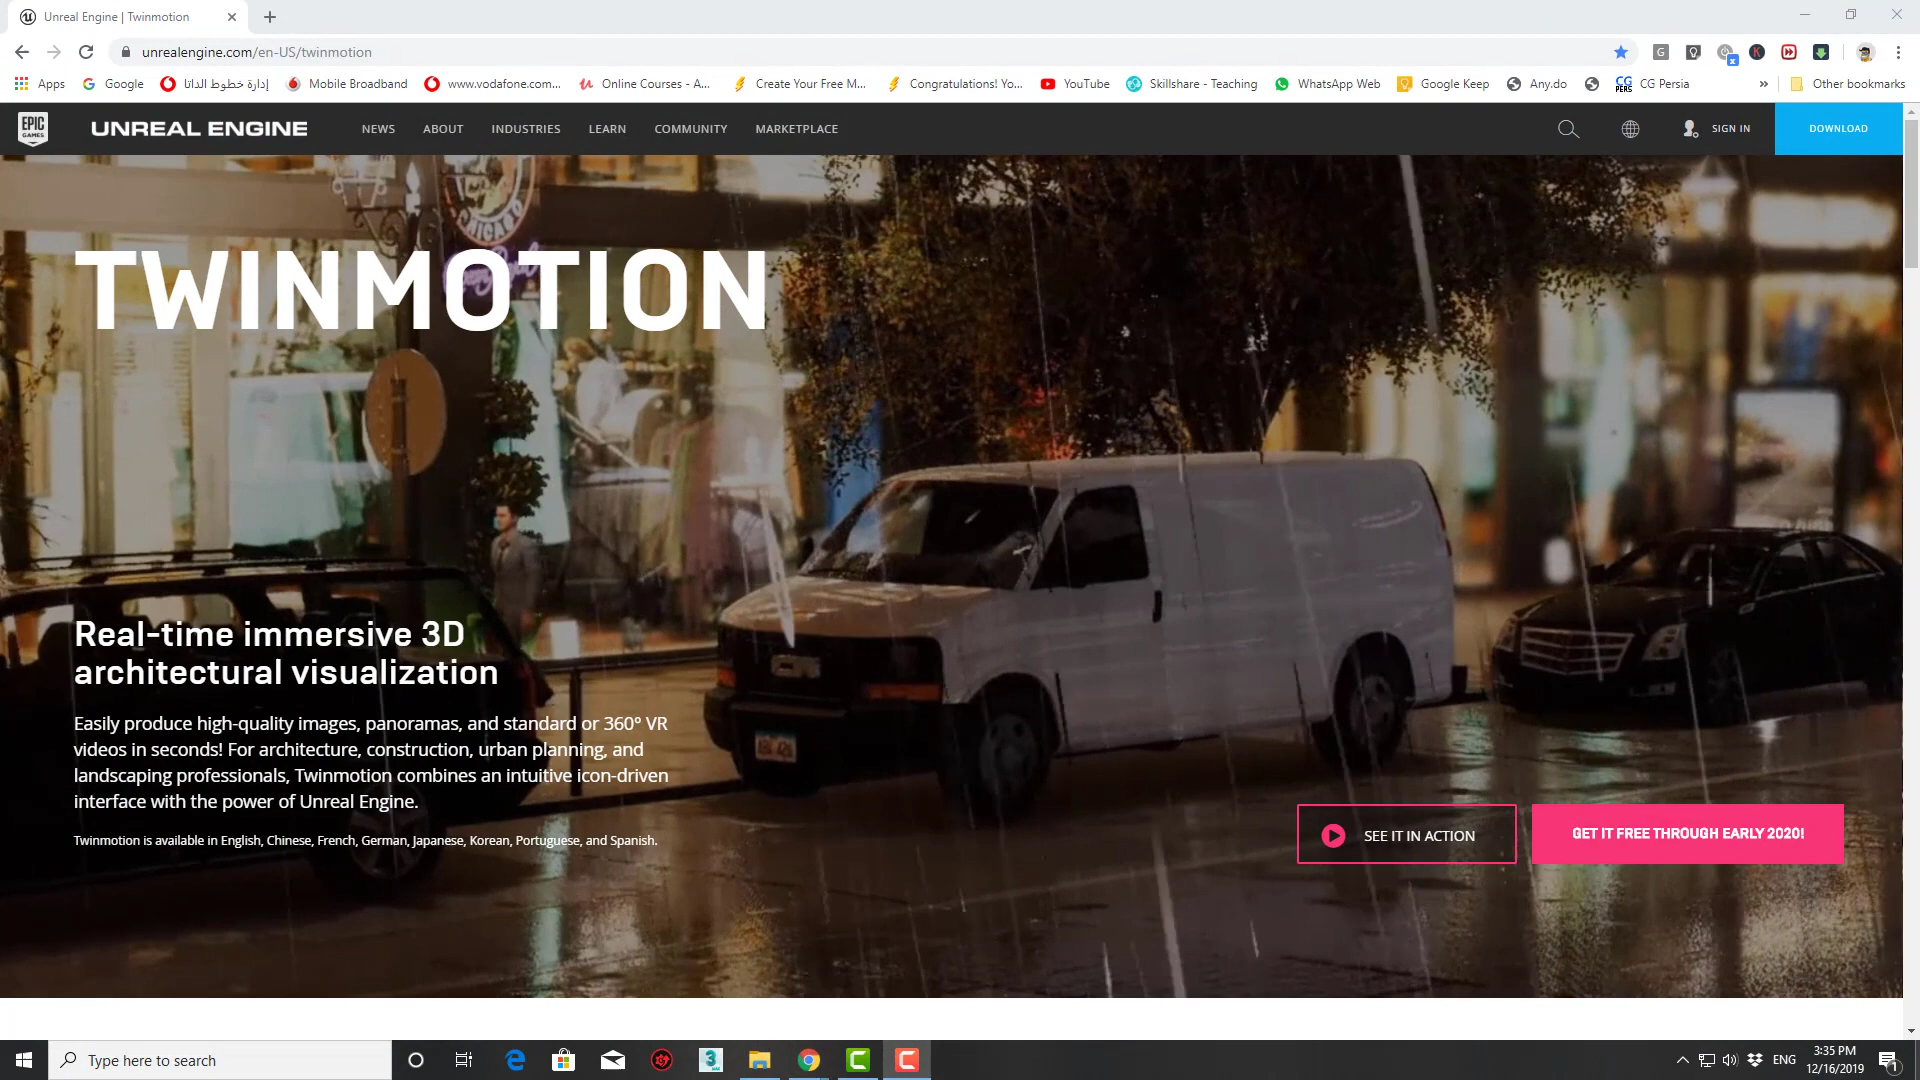 Unreal Engine | Twinmotion
unrealengine.com/en-US/twinmotion
Apps
Google
إدارة خطوط الداتا
Mobile Broadband
www.vodafone.com...
Online Courses - A...
Create Your Free M...
Congratulations! Yo...
YouTube
Skillshare - Teaching
WhatsApp Web
Google Keep
Any.do
CG
PERS
CG Persia
»
Other bookmarks
EPIC
GAMES
UNREAL ENGINE
NEWS
ABOUT
INDUSTRIES
LEARN
COMMUNITY
MARKETPLACE
SIGN IN
DOWNLOAD
CHICAGO
TWINMOTION
Real-time immersive 3D
architectural visualization
Easily produce high-quality images, panoramas, and standard or 360° VR
videos in seconds! For architecture, construction, urban planning, and
landscaping professionals, Twinmotion combines an intuitive icon-driven
interface with the power of Unreal Engine.
Twinmotion is available in English, Chinese, French, German, Japanese, Korean, Portuguese, and Spanish.
SEE IT IN ACTION
GET IT FREE THROUGH EARLY 2020!
Type here to search
ENG
3:35 PM
12/16/2019
1